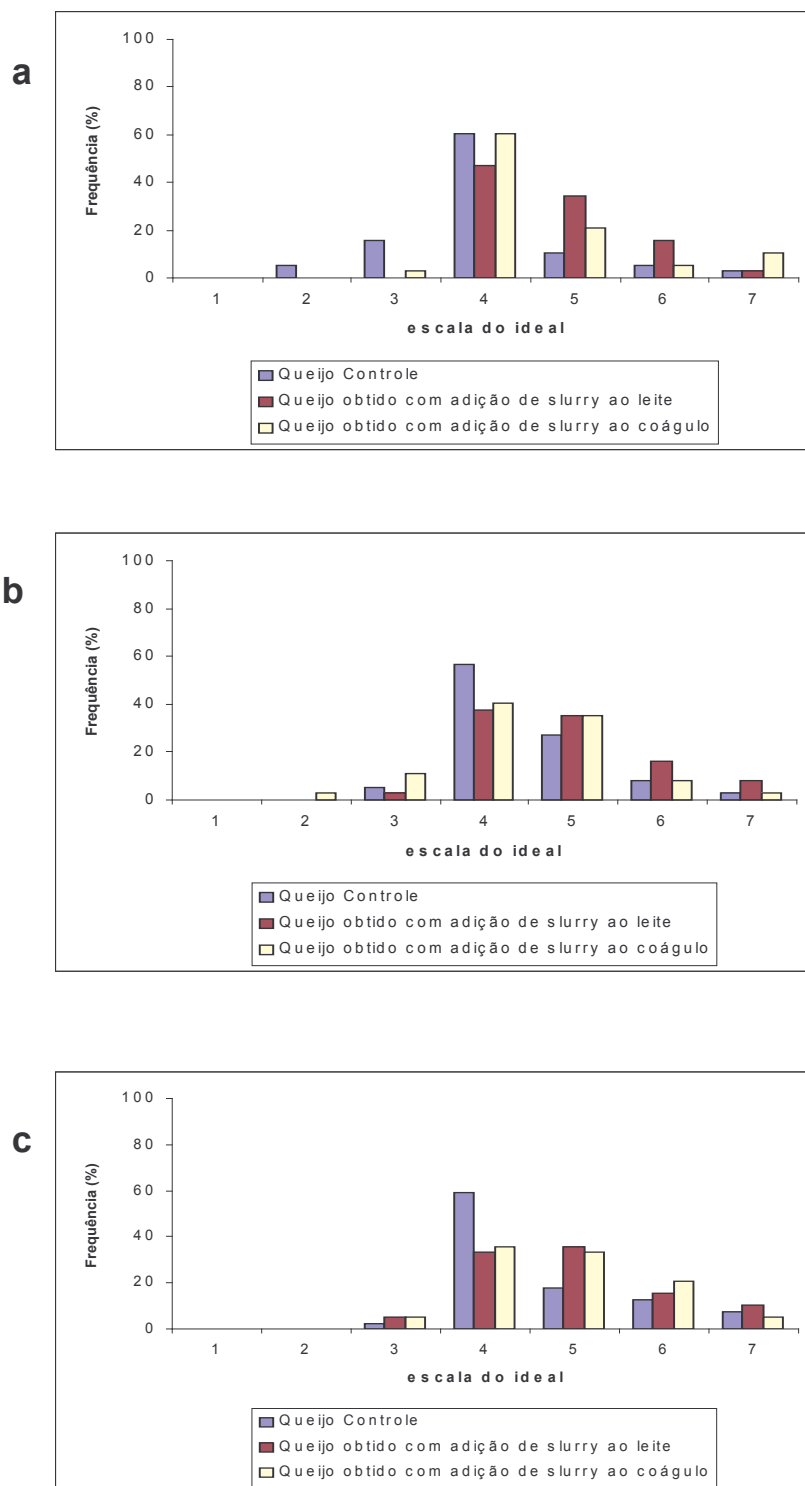 a
Frequência (%)
100
80
60
40
20
0
1 2 3 4 5 6 7
escala do ideal
Queijo Controle
Queijo obtido com adição de slurry ao leite
Queijo obtido com adição de slurry ao coágulo
b
Frequência (%)
100
80
60
40
20
0
1 2 3 4 5 6 7
escala do ideal
Queijo Controle
Queijo obtido com adição de slurry ao leite
Queijo obtido com adição de slurry ao coágulo
c
Frequência (%)
100
80
60
40
20
0
1 2 3 4 5 6 7
escala do ideal
Queijo Controle
Queijo obtido com adição de slurry ao leite
Queijo obtido com adição de slurry ao coágulo